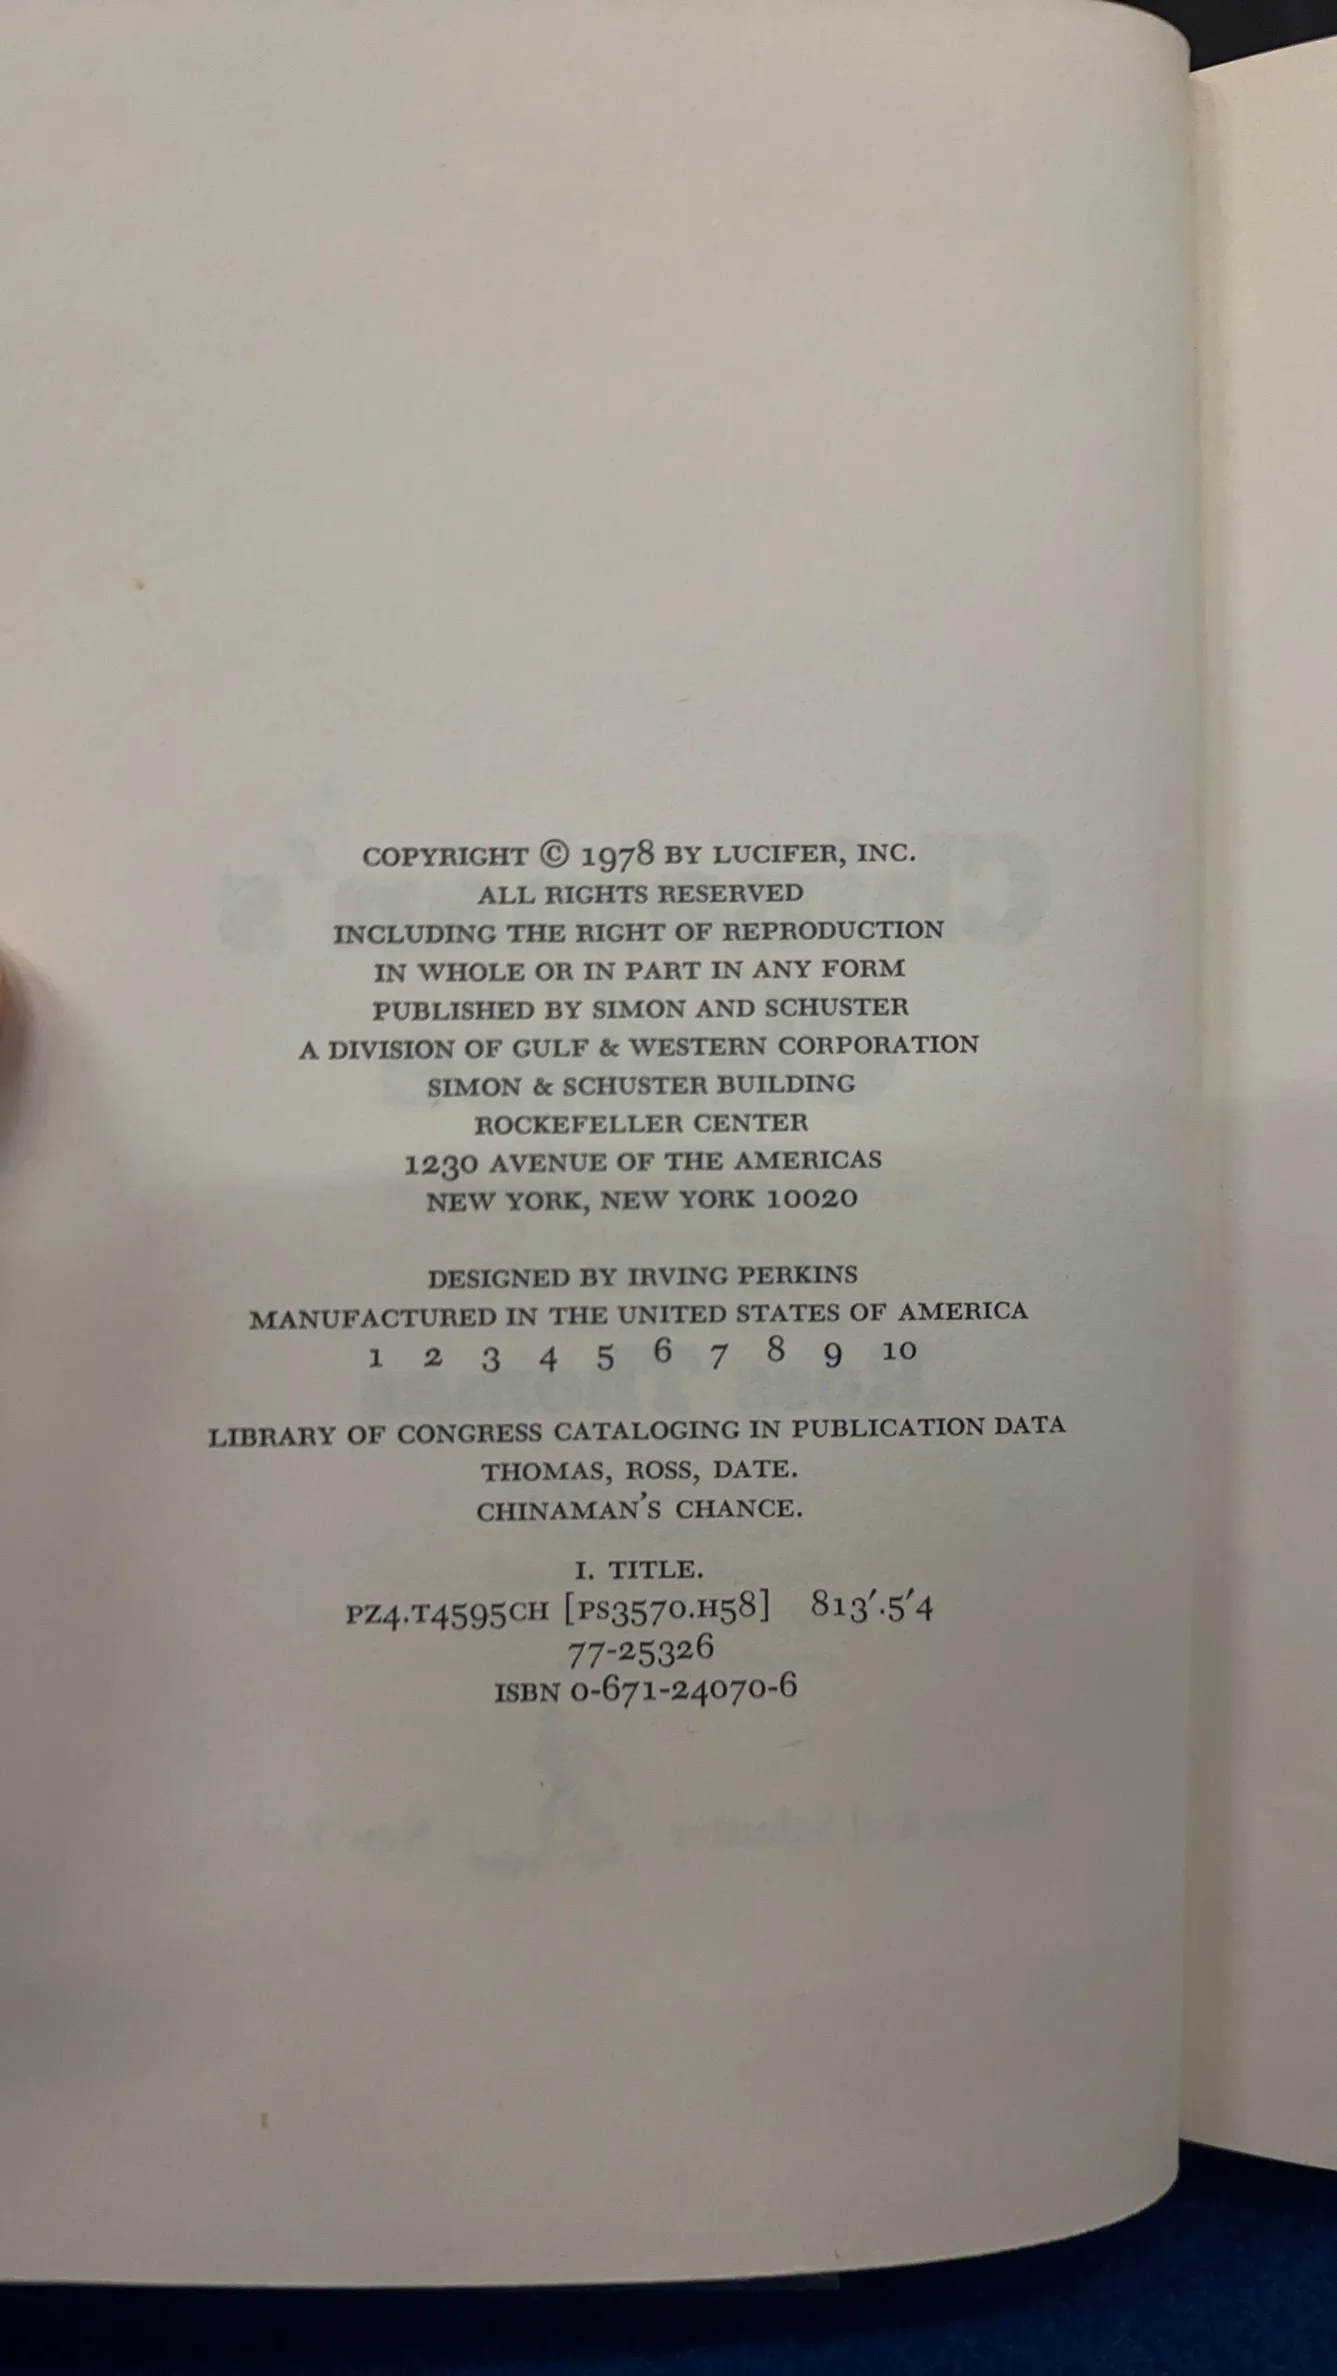 COPYRIGHT © 1978 BY LUCIFER, INC.
ALL RIGHTS RESERVED
INCLUDING THE RIGHT OF REPRODUCTION
IN WHOLE OR IN PART IN ANY FORM
PUBLISHED BY SIMON AND SCHUSTER
A DIVISION OF GULF & WESTERN CORPORATION
SIMON & SCHUSTER BUILDING
ROCKEFELLER CENTER
1230 AVENUE OF THE AMERICAS
NEW YORK, NEW YORK 10020
DESIGNED BY IRVING PERKINS
MANUFACTURED IN THE UNITED STATES OF AMERICA
1 2 3 4 5 6 7 8 9 10
LIBRARY OF CONGRESS CATALOGING IN PUBLICATION DATA
THOMAS, ROSS, DATE.
CHINAMAN'S CHANCE.
I. TITLE.
PZ4.T4595CH [PS3570.H58] 813'.5'4
77-25326
ISBN 0-671-24070-6